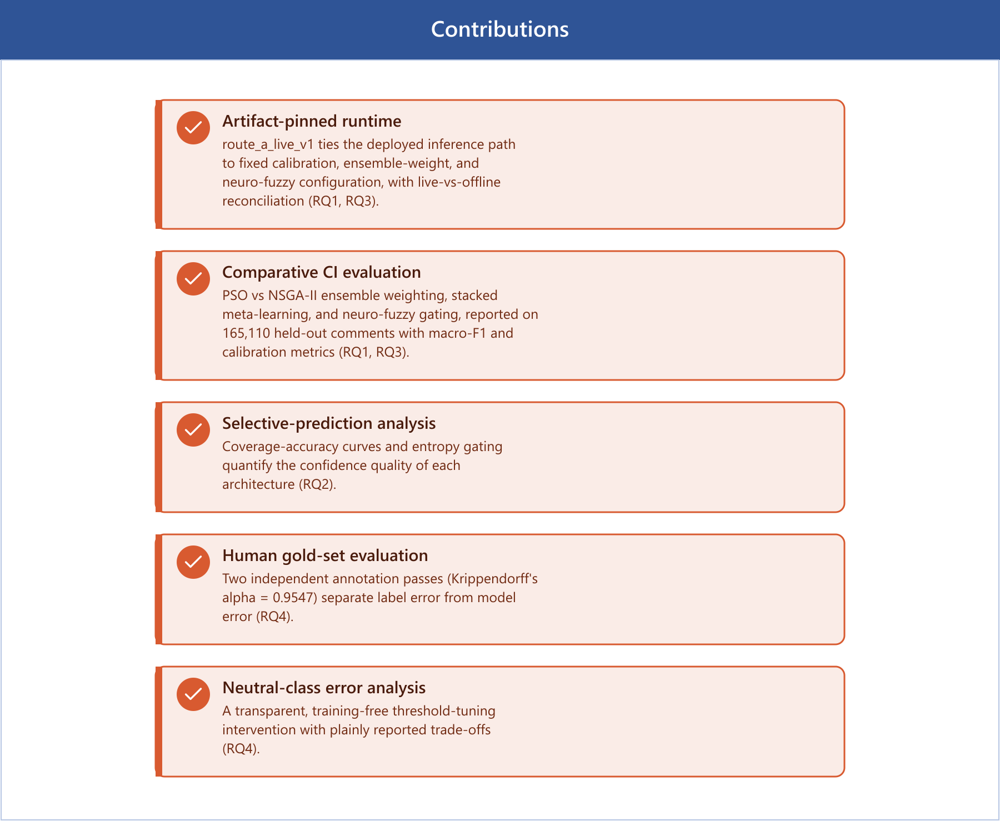 Contributions
Artifact-pinned runtime
route_a_live_v1 ties the deployed inference path
to fixed calibration, ensemble-weight, and
neuro-fuzzy configuration, with live-vs-offline
reconciliation (RQ1, RQ3).
Comparative CI evaluation
PSO vs NSGA-II ensemble weighting, stacked
meta-learning, and neuro-fuzzy gating, reported on
165,110 held-out comments with macro-F1 and
calibration metrics (RQ1, RQ3).
Selective-prediction analysis
Coverage-accuracy curves and entropy gating
quantify the confidence quality of each
architecture (RQ2).
Human gold-set evaluation
Two independent annotation passes (Krippendorff's
alpha = 0.9547) separate label error from model
error (RQ4).
Neutral-class error analysis
A transparent, training-free threshold-tuning
intervention with plainly reported trade-offs
(RQ4).